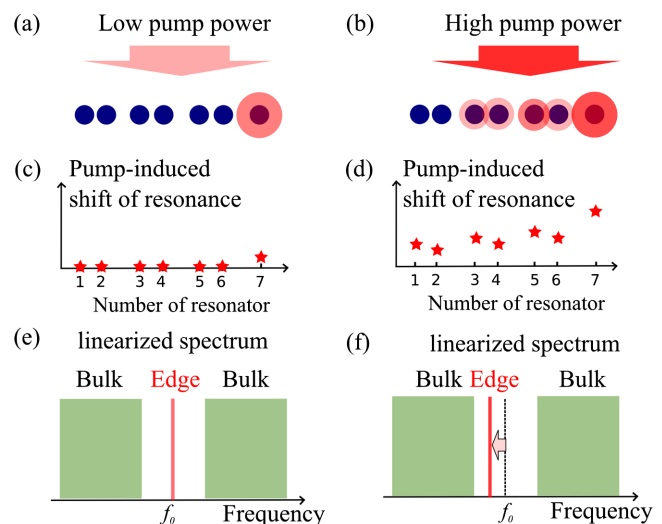 (a) Low pump power
(b) High pump power
(c) Pump-induced
shift of resonance
1 2 3 4 5 6 7
Number of resonator
(d) Pump-induced
shift of resonance
1 2 3 4 5 6 7
Number of resonator
(e) linearized spectrum
Bulk Edge Bulk
f0 Frequency
(f) linearized spectrum
Bulk Edge Bulk
f0 Frequency